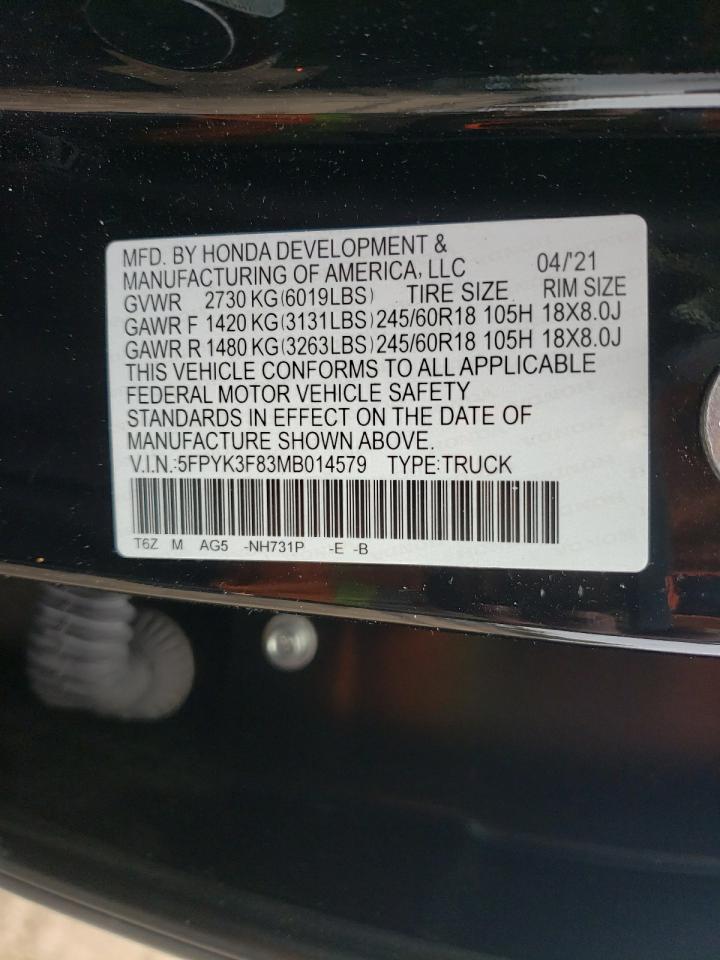 MFD. BY HONDA DEVELOPMENT &
MANUFACTURING OF AMERICA, LLC 04/'21
GVWR 2730 KG(6019LBS) TIRE SIZE RIM SIZE
GAWR F 1420 KG(3131LBS)245/60R18 105H 18X8.0J
GAWR R 1480 KG(3263LBS)245/60R18 105H 18X8.0J
THIS VEHICLE CONFORMS TO ALL APPLICABLE
FEDERAL MOTOR VEHICLE SAFETY
STANDARDS IN EFFECT ON THE DATE OF
MANUFACTURE SHOWN ABOVE.
V.I.N.:5FPYK3F83MB014579 TYPE:TRUCK
T6Z M AG5 -NH731P -E -B